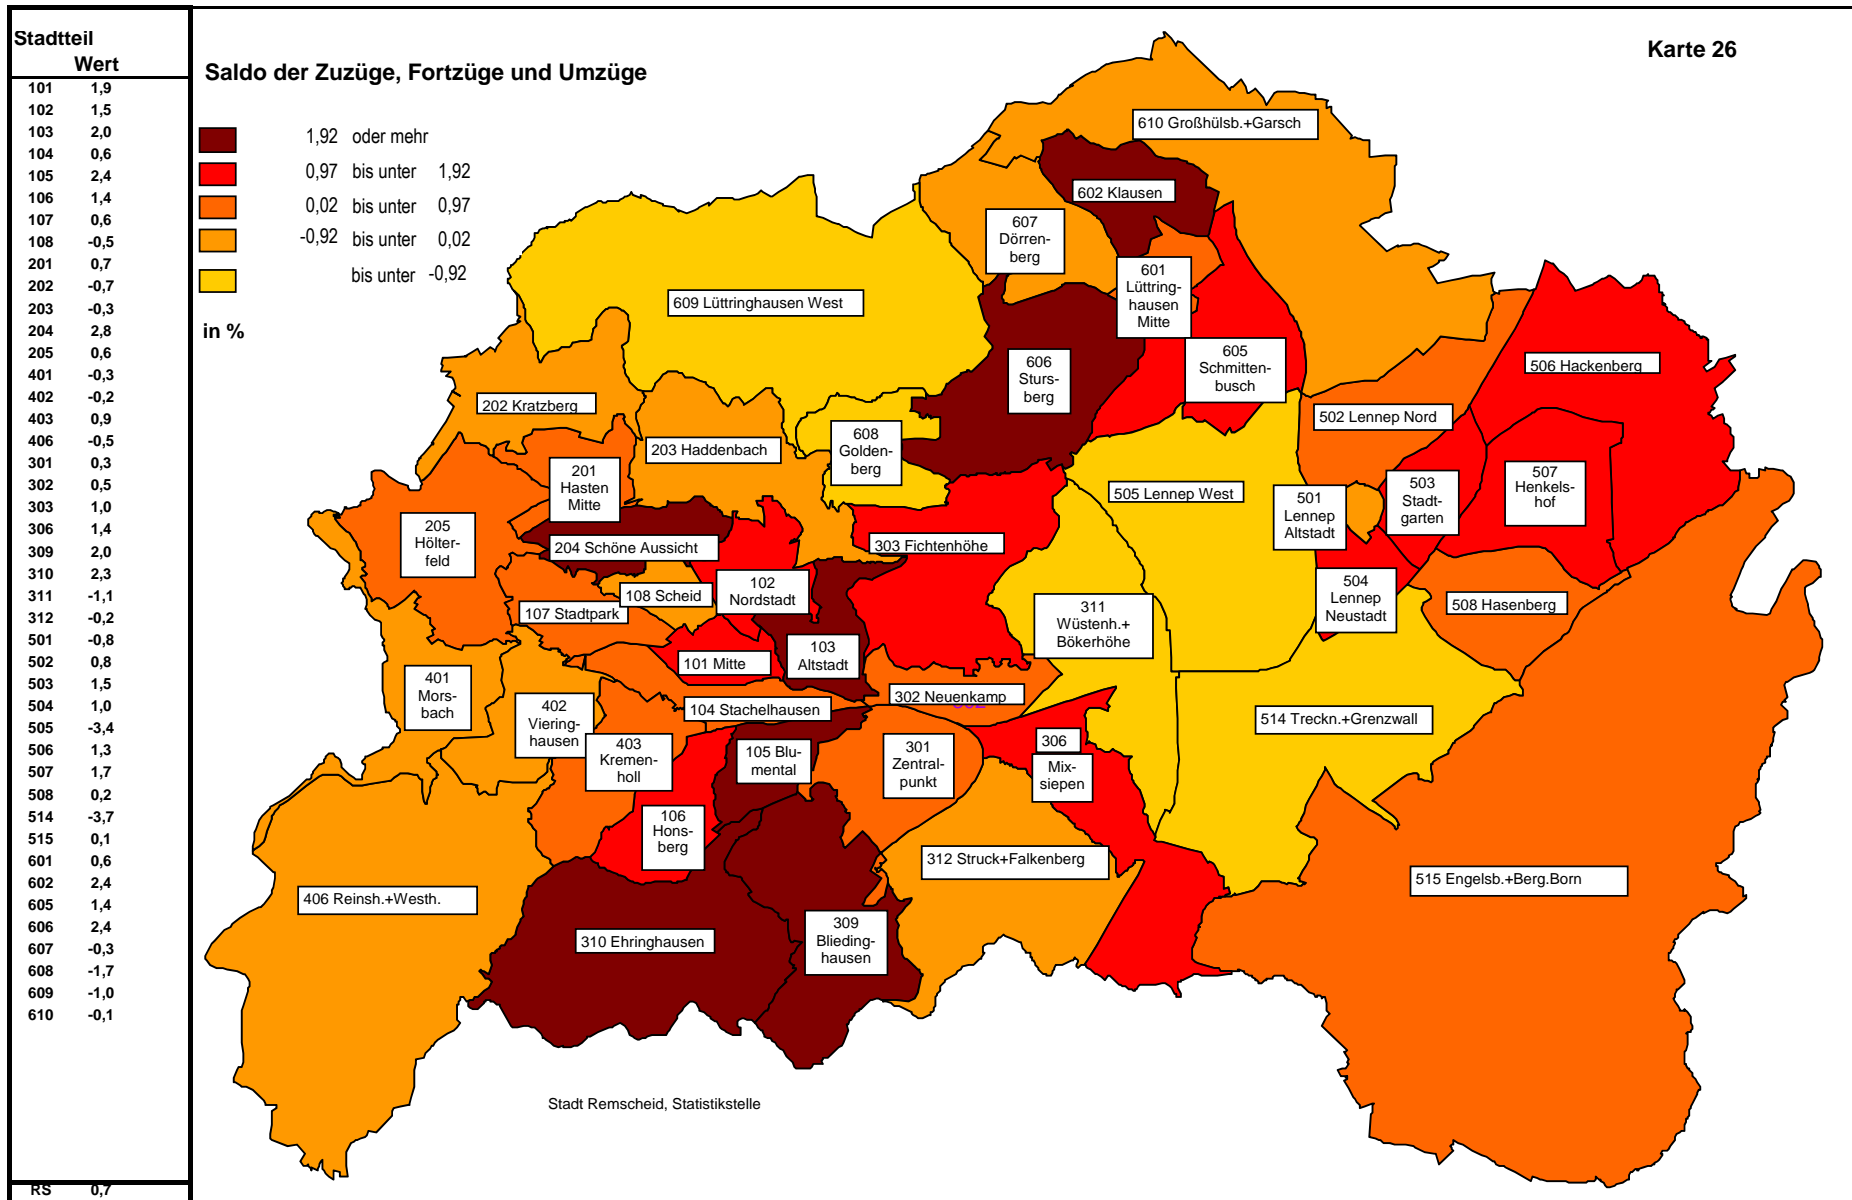 Stadtteil
Wert
101 1,9
102 1,5
103 2,0
104 0,6
105 2,4
106 1,4
107 0,6
108 -0,5
201 0,7
202 -0,7
203 -0,3
204 2,8
205 0,6
401 -0,3
402 -0,2
403 0,9
406 -0,5
301 0,3
302 0,5
303 1,0
306 1,4
309 2,0
310 2,3
311 -1,1
312 -0,2
501 -0,8
502 0,8
503 1,5
504 1,0
505 -3,4
506 1,3
507 1,7
508 0,2
514 -3,7
515 0,1
601 0,6
602 2,4
605 1,4
606 2,4
607 -0,3
608 -1,7
609 -1,0
610 -0,1
RS 0,7
Saldo der Zuzüge, Fortzüge und Umzüge
Karte 26
1,92 oder mehr
0,97 bis unter 1,92
0,02 bis unter 0,97
-0,92 bis unter 0,02
bis unter -0,92
in %
610 Großhülsb.+Garsch
602 Klausen
607
Dörren-
berg
601
Lüttring-
hausen
Mitte
609 Lüttringhausen West
605
Schmitten-
busch
606
Sturs-
berg
506 Hackenberg
202 Kratzberg
502 Lennep Nord
203 Haddenbach
608
Golden-
berg
201
Hasten
Mitte
505 Lennep West
501
Lennep
Altstadt
503
Stadt-
garten
507
Henkels-
hof
205
Hölter-
feld
204 Schöne Aussicht
303 Fichtenhöhe
108 Scheid
102
Nordstadt
107 Stadtpark
504
Lennep
Neustadt
508 Hasenberg
311
Wüstenh.+
Bökerhöhe
101 Mitte
103
Altstadt
401
Mors-
bach
302 Neuenkamp
302
402
Viering-
hausen
104 Stachelhausen
514 Treckn.+Grenzwall
403
Kremen-
holl
105 Blu-
mental
301
Zentral-
punkt
306
Mix-
siepen
106
Hons-
berg
312 Struck+Falkenberg
515 Engelsb.+Berg.Born
406 Reinsh.+Westh.
310 Ehringhausen
309
Blieding-
hausen
Stadt Remscheid, Statistikstelle